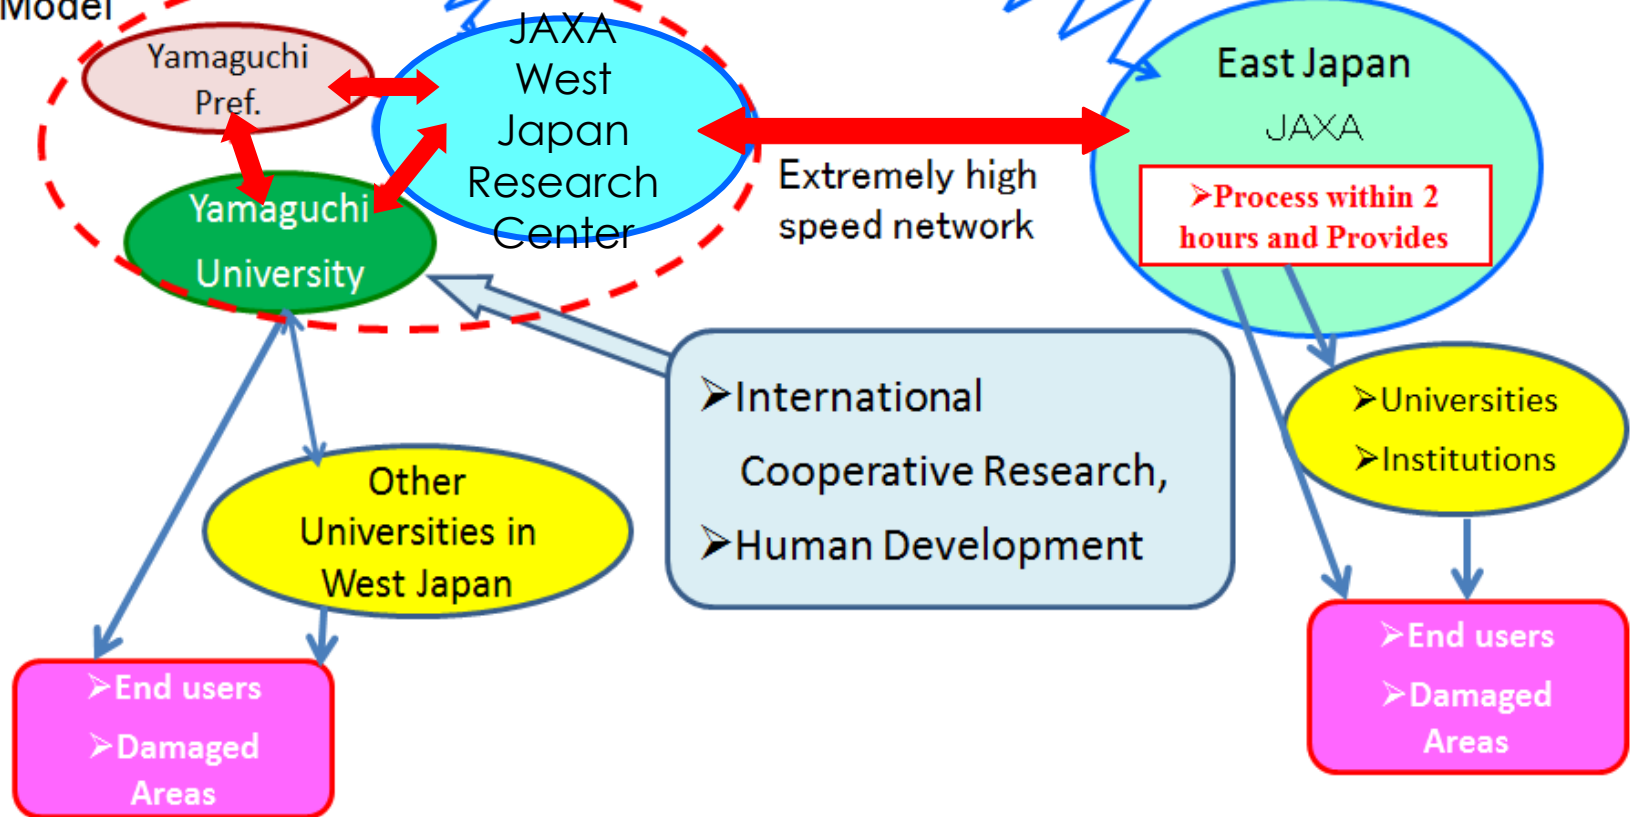 Model
Yamaguchi
Pref.
JAXA
West
Japan
Research
Center
Yamaguchi
University
Extremely high
speed network
East Japan
JAXA
➢Process within 2
hours and Provides
➢International
Cooperative Research,
➢Human Development
➢Universities
➢Institutions
Other
Universities in
West Japan
➢End users
➢Damaged
Areas
➢End users
➢Damaged
Areas